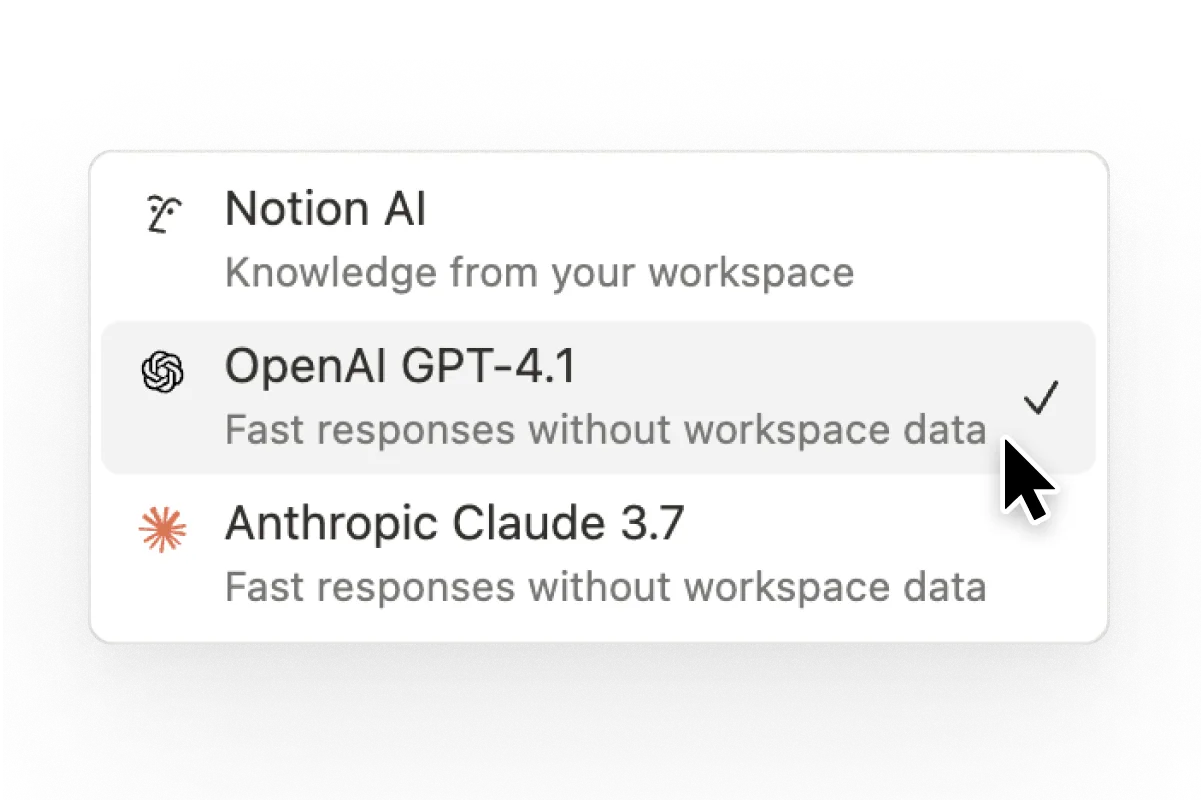 Notion AI
Knowledge from your workspace
OpenAI GPT-4.1
Fast responses without workspace data
Anthropic Claude 3.7
Fast responses without workspace data